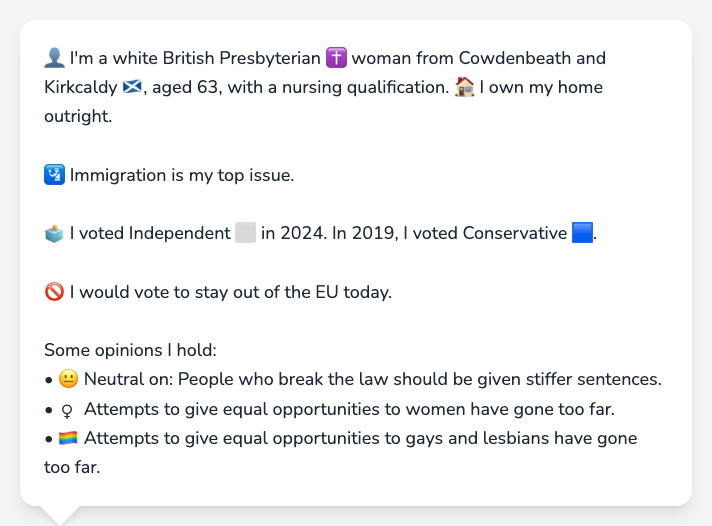 👤 I'm a white British Presbyterian ✝️ woman from Cowdenbeath and
Kirkcaldy 🏴󠁧󠁢󠁳󠁣󠁴󠁿, aged 63, with a nursing qualification. 🏠 I own my home
outright.
🛂 Immigration is my top issue.
🗳️ I voted Independent ⬜ in 2024. In 2019, I voted Conservative 🟦.
🚫 I would vote to stay out of the EU today.
Some opinions I hold:
• 😐 Neutral on: People who break the law should be given stiffer sentences.
• ♀ Attempts to give equal opportunities to women have gone too far.
• 🏳️‍🌈 Attempts to give equal opportunities to gays and lesbians have gone
too far.